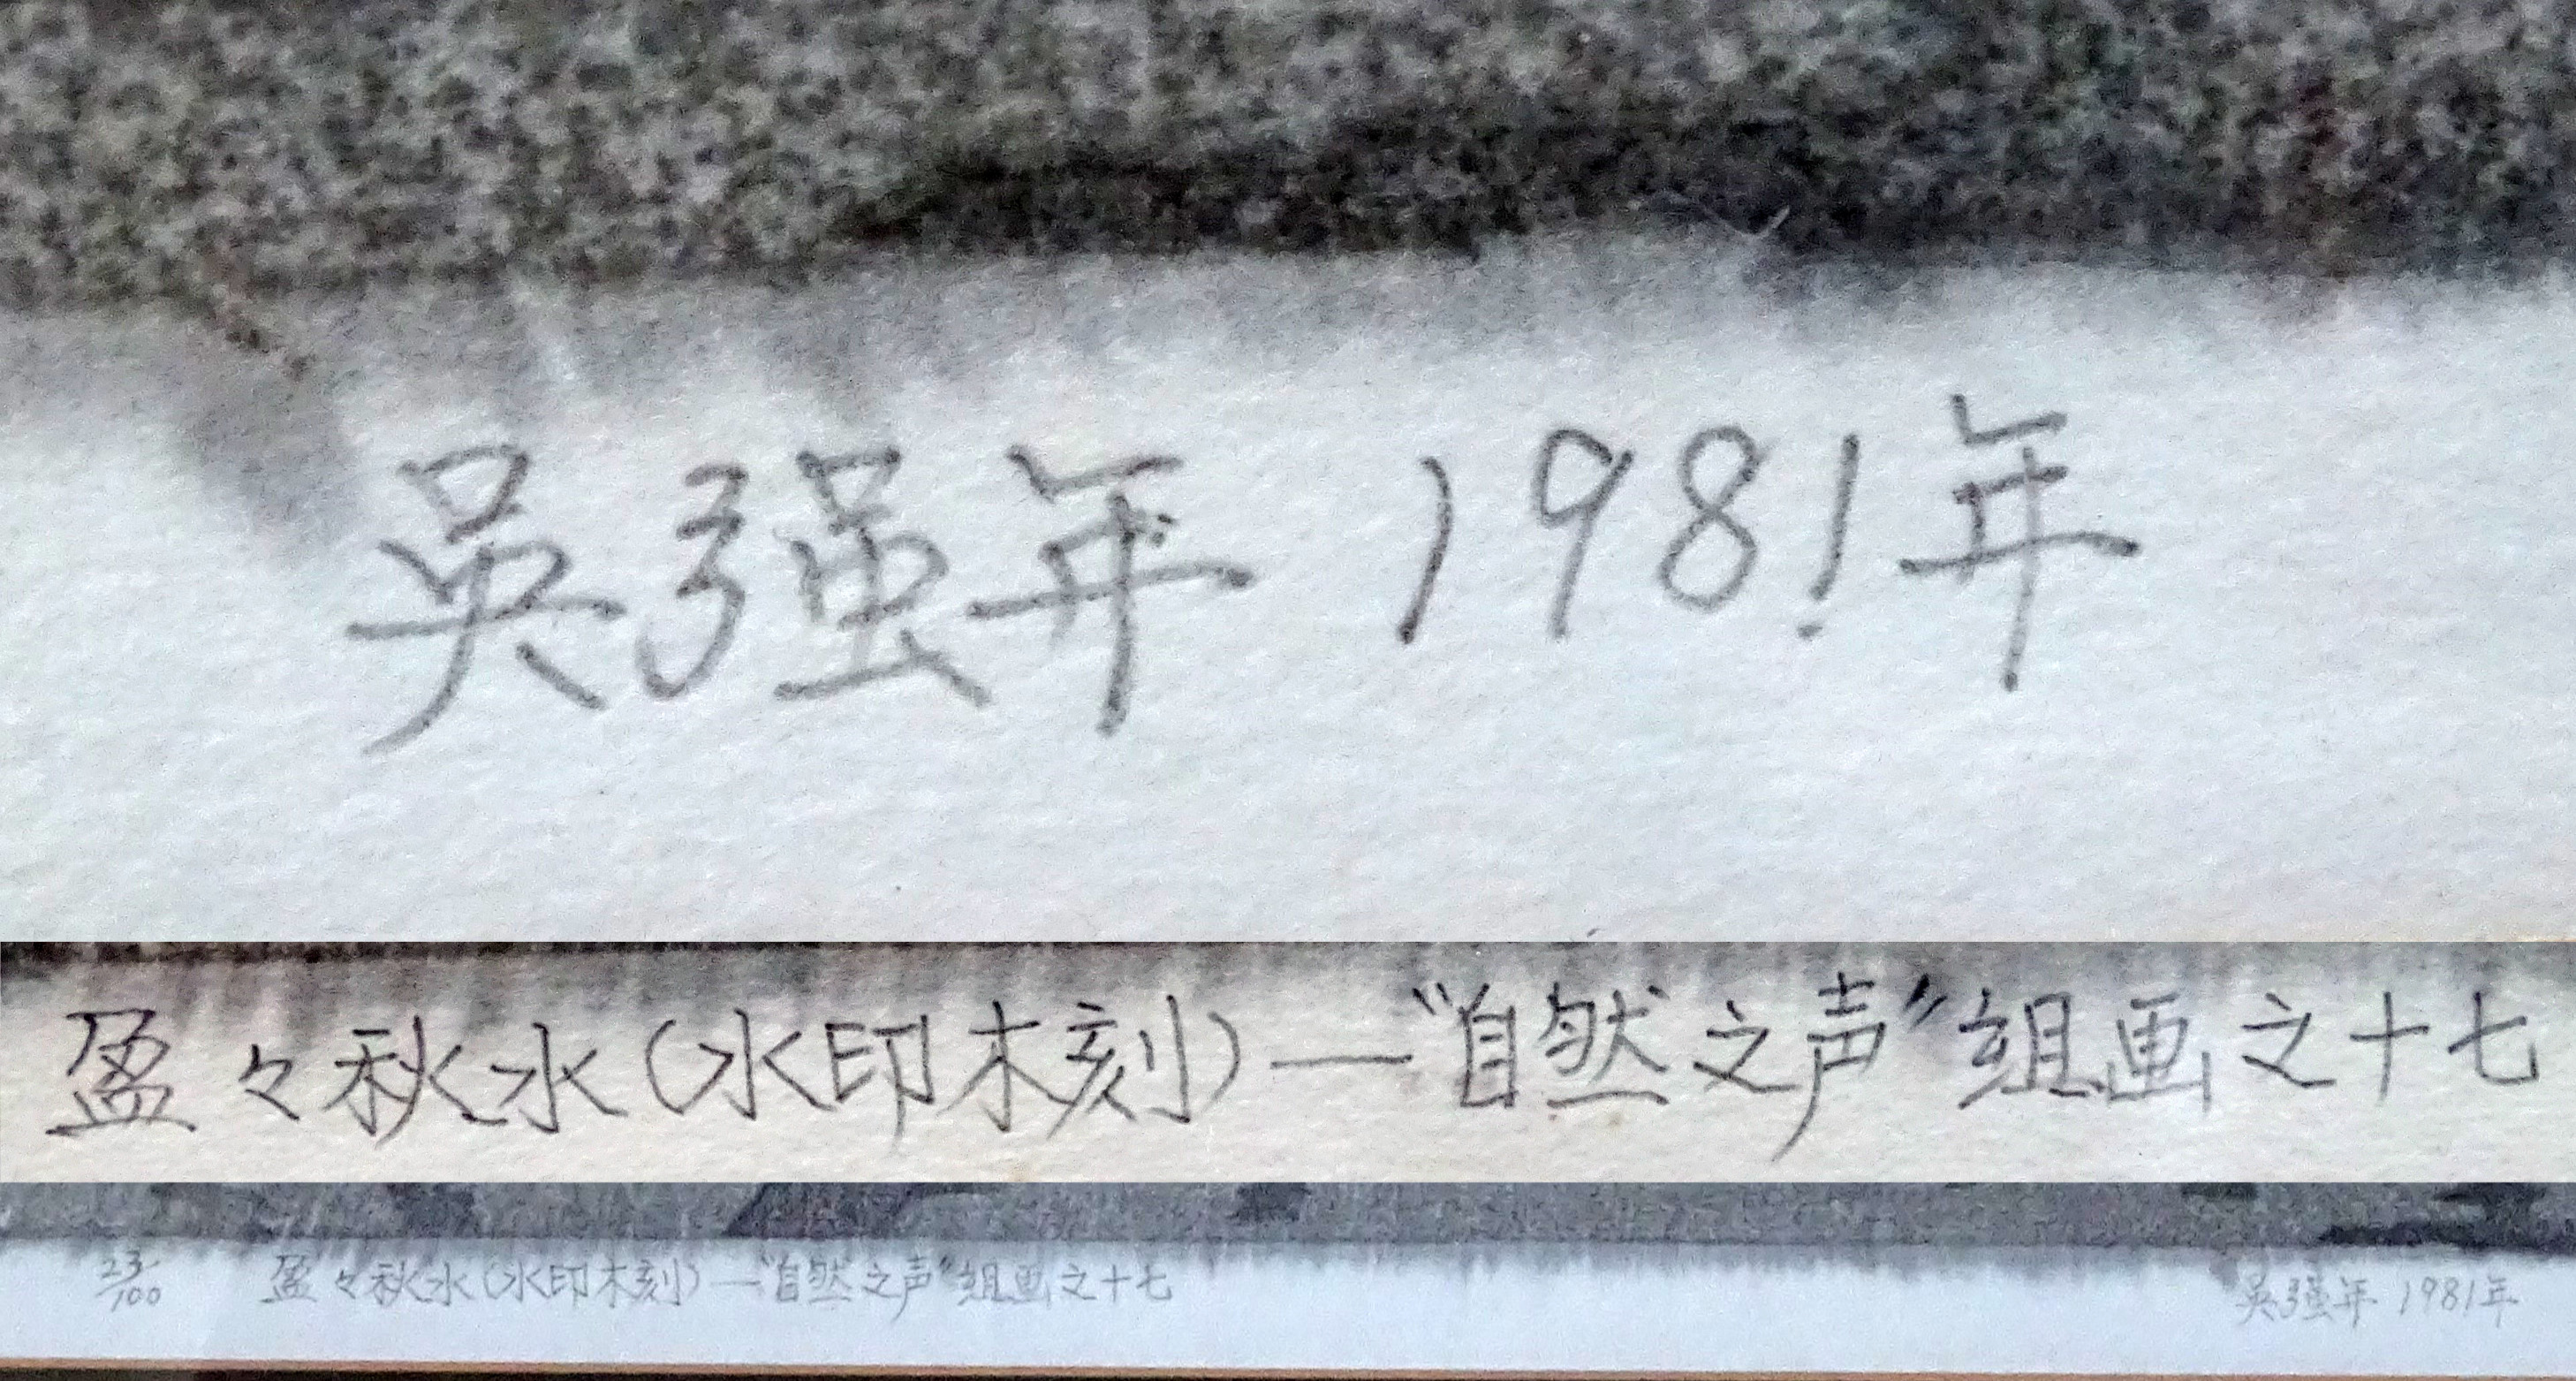 吳强年 1981年
盈々秋水(水印木刻)—“自然之声”组画之十七
23/100 盈々秋水(水印木刻)—“自然之声”组画之十七 吳强年 1981年